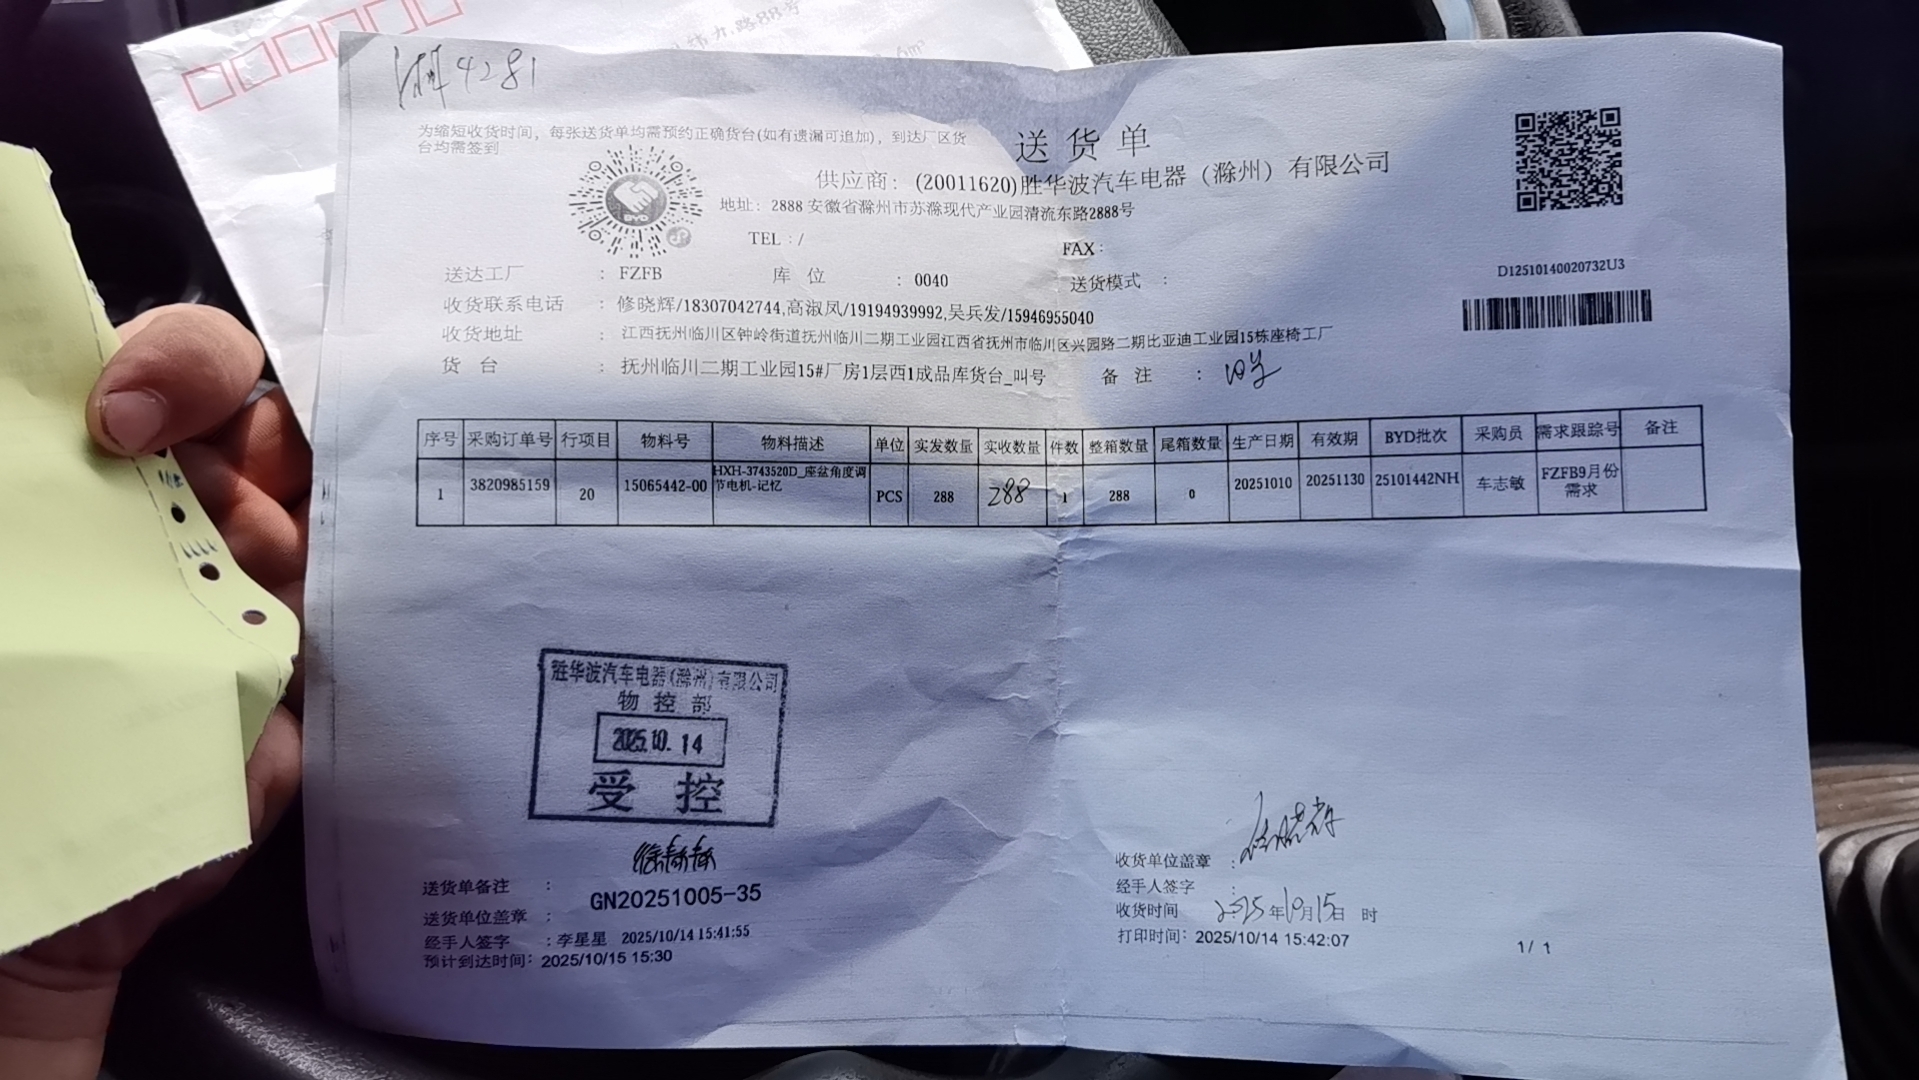 4281
纬九路88号
为缩短收货时间，每张送货单均需预约正确货台(如有遗漏可追加)，到达厂区货
台均需签到
送货单
供应商：(20011620)胜华波汽车电器（滁州）有限公司
地址：2888 安徽省滁州市苏滁现代产业园清流东路2888号
BYD
TEL：/ FAX：
D12510140020732U3
送达工厂 ：FZFB 库位 ：0040 送货模式 ：
收货联系电话 ：修晓辉/18307042744,高淑凤/19194939992,吴兵发/15946955040
收货地址 ：江西抚州临川区钟岭街道抚州临川二期工业园江西省抚州市临川区兴园路二期比亚迪工业园15栋座椅工厂
货台 ：抚州临川二期工业园15#厂房1层西1成品库货台_叫号 备注 ：
序号 采购订单号 行项目 物料号 物料描述 单位 实发数量 实收数量 件数 整箱数量 尾箱数量 生产日期 有效期 BYD批次 采购员 需求跟踪号 备注
1 3820985159 20 15065442-00 HXH-3743520D_座盆角度调节电机-记忆 PCS 288 288 1 288 0 20251010 20251130 25101442NH 车志敏 FZFB9月份需求
胜华波汽车电器(滁州)有限公司
物控部
2025.10.14
受控
送货单备注 ：GN20251005-35
送货单位盖章 ：
经手人签字 ：李星星 2025/10/14 15:41:55
预计到达时间：2025/10/15 15:30
收货单位盖章 ：
经手人签字 ：
收货时间 2025年10月15日 时
打印时间：2025/10/14 15:42:07
1/ 1